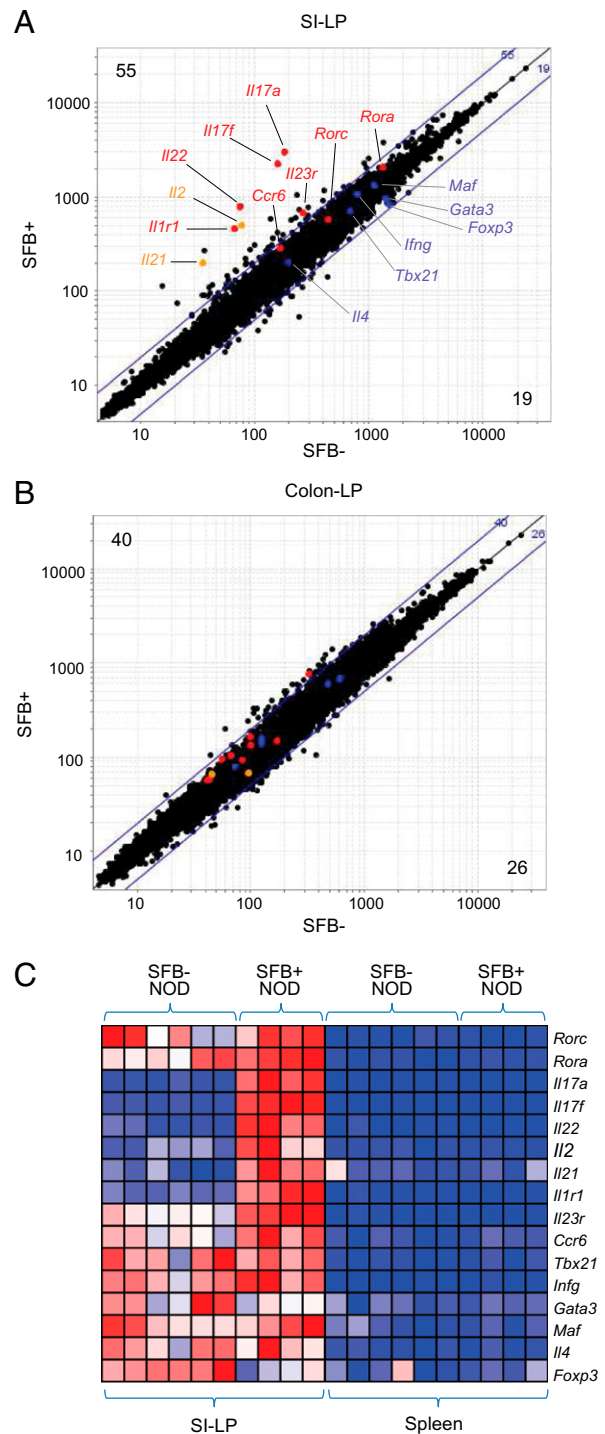 A
SI-LP
55
55
19
10000
1000
100
10
SFB+
Il17a
Il17f
Rorc
Rora
Il22
Il23r
Il2
Ccr6
Il1r1
Il21
Maf
Gata3
Foxp3
Ifng
Tbx21
Il4
19
10 100 1000 10000
SFB-
B
Colon-LP
40
40
26
10000
1000
100
10
SFB+
26
10 100 1000 10000
SFB-
C
SFB- SFB+ SFB- SFB+
NOD NOD NOD NOD
Rorc
Rora
Il17a
Il17f
Il22
Il2
Il21
Il1r1
Il23r
Ccr6
Tbx21
Infg
Gata3
Maf
Il4
Foxp3
SI-LP Spleen